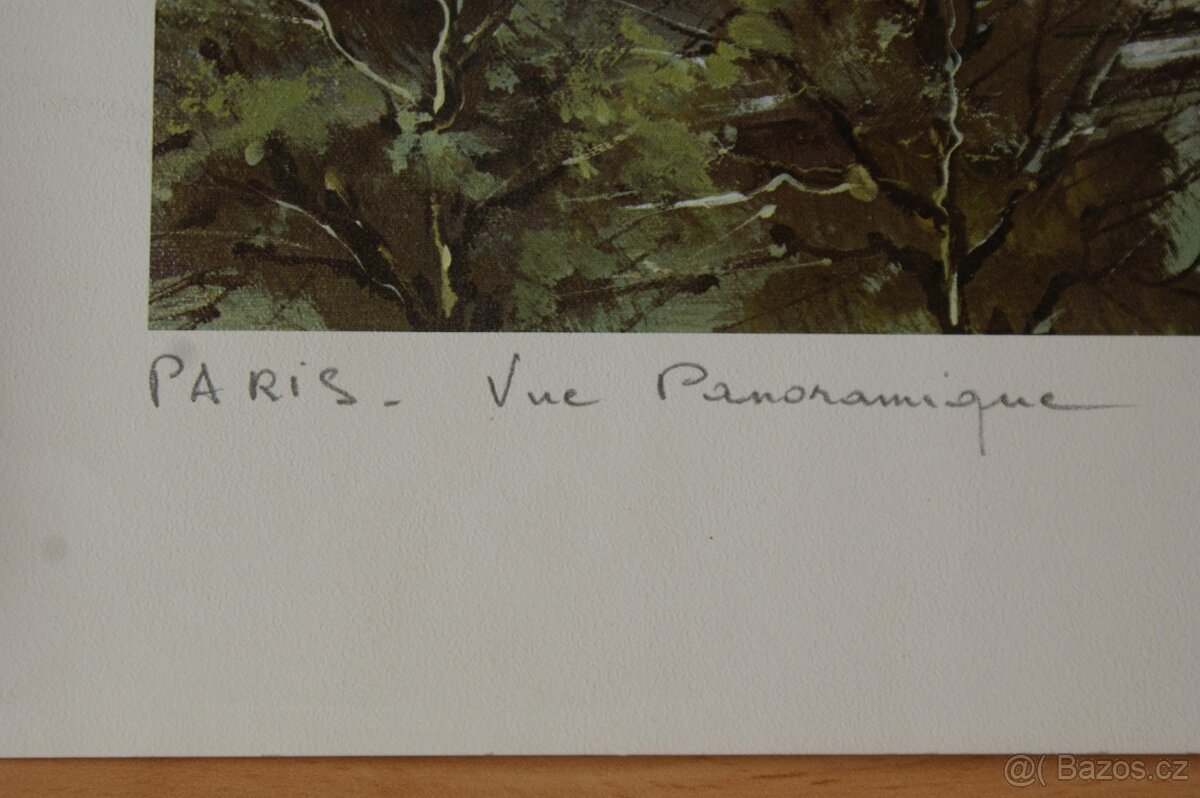 PARIS - Vue Panoramique
@( Bazos.cz